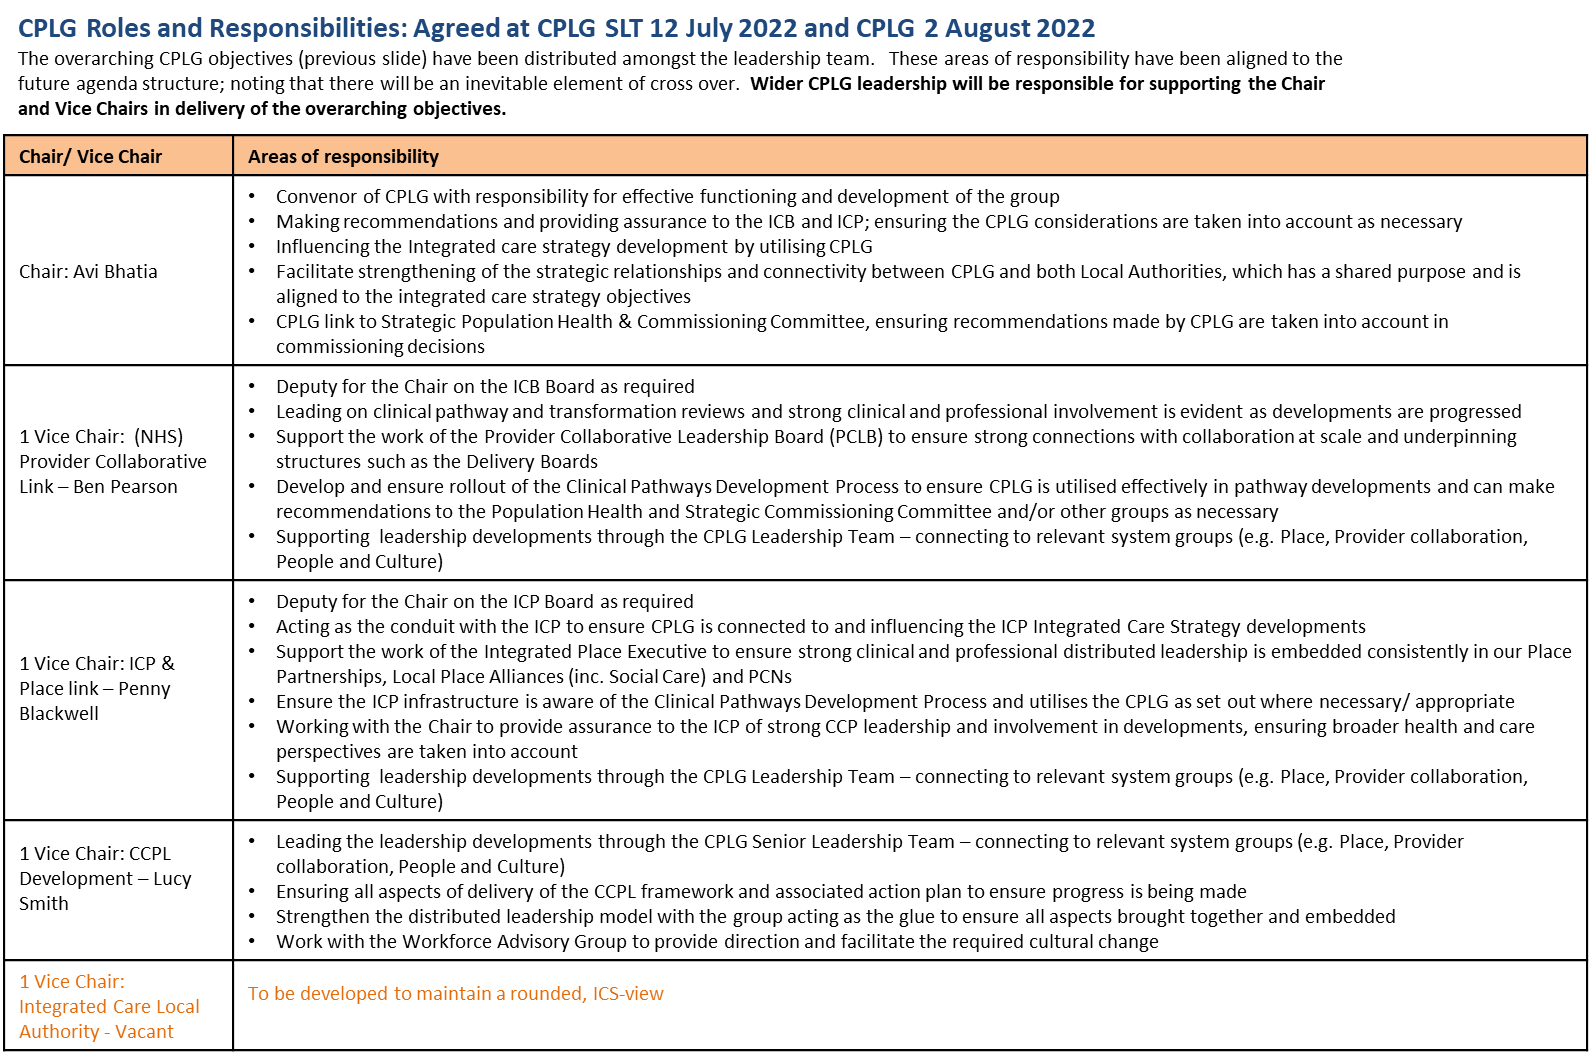 CPLG Roles and Responsibilities: Agreed at CPLG SLT 12 July 2022 and CPLG 2 August 2022
The overarching CPLG objectives (previous slide) have been distributed amongst the leadership team. These areas of responsibility have been aligned to the
future agenda structure; noting that there will be an inevitable element of cross over. Wider CPLG leadership will be responsible for supporting the Chair
and Vice Chairs in delivery of the overarching objectives.
Chair/ Vice Chair
Areas of responsibility
Chair: Avi Bhatia
• Convenor of CPLG with responsibility for effective functioning and development of the group
• Making recommendations and providing assurance to the ICB and ICP; ensuring the CPLG considerations are taken into account as necessary
• Influencing the Integrated care strategy development by utilising CPLG
• Facilitate strengthening of the strategic relationships and connectivity between CPLG and both Local Authorities, which has a shared purpose and is
aligned to the integrated care strategy objectives
• CPLG link to Strategic Population Health & Commissioning Committee, ensuring recommendations made by CPLG are taken into account in
commissioning decisions
1 Vice Chair: (NHS)
Provider Collaborative
Link – Ben Pearson
• Deputy for the Chair on the ICB Board as required
• Leading on clinical pathway and transformation reviews and strong clinical and professional involvement is evident as developments are progressed
• Support the work of the Provider Collaborative Leadership Board (PCLB) to ensure strong connections with collaboration at scale and underpinning
structures such as the Delivery Boards
• Develop and ensure rollout of the Clinical Pathways Development Process to ensure CPLG is utilised effectively in pathway developments and can make
recommendations to the Population Health and Strategic Commissioning Committee and/or other groups as necessary
• Supporting leadership developments through the CPLG Leadership Team – connecting to relevant system groups (e.g. Place, Provider collaboration,
People and Culture)
1 Vice Chair: ICP &
Place link – Penny
Blackwell
• Deputy for the Chair on the ICP Board as required
• Acting as the conduit with the ICP to ensure CPLG is connected to and influencing the ICP Integrated Care Strategy developments
• Support the work of the Integrated Place Executive to ensure strong clinical and professional distributed leadership is embedded consistently in our Place
Partnerships, Local Place Alliances (inc. Social Care) and PCNs
• Ensure the ICP infrastructure is aware of the Clinical Pathways Development Process and utilises the CPLG as set out where necessary/ appropriate
• Working with the Chair to provide assurance to the ICP of strong CCP leadership and involvement in developments, ensuring broader health and care
perspectives are taken into account
• Supporting leadership developments through the CPLG Leadership Team – connecting to relevant system groups (e.g. Place, Provider collaboration,
People and Culture)
1 Vice Chair: CCPL
Development – Lucy
Smith
• Leading the leadership developments through the CPLG Senior Leadership Team – connecting to relevant system groups (e.g. Place, Provider
collaboration, People and Culture)
• Ensuring all aspects of delivery of the CCPL framework and associated action plan to ensure progress is being made
• Strengthen the distributed leadership model with the group acting as the glue to ensure all aspects brought together and embedded
• Work with the Workforce Advisory Group to provide direction and facilitate the required cultural change
1 Vice Chair:
Integrated Care Local
Authority - Vacant
To be developed to maintain a rounded, ICS-view